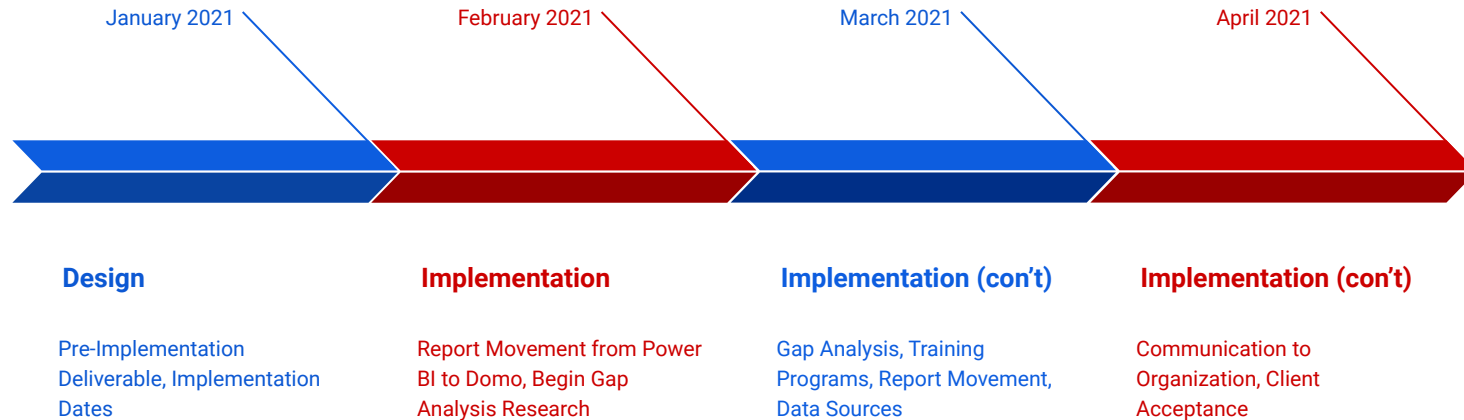 January 2021
February 2021
March 2021
April 2021
Design
Implementation
Implementation (con’t)
Implementation (con’t)
Pre-Implementation
Deliverable, Implementation
Dates
Report Movement from Power
BI to Domo, Begin Gap
Analysis Research
Gap Analysis, Training
Programs, Report Movement,
Data Sources
Communication to
Organization, Client
Acceptance